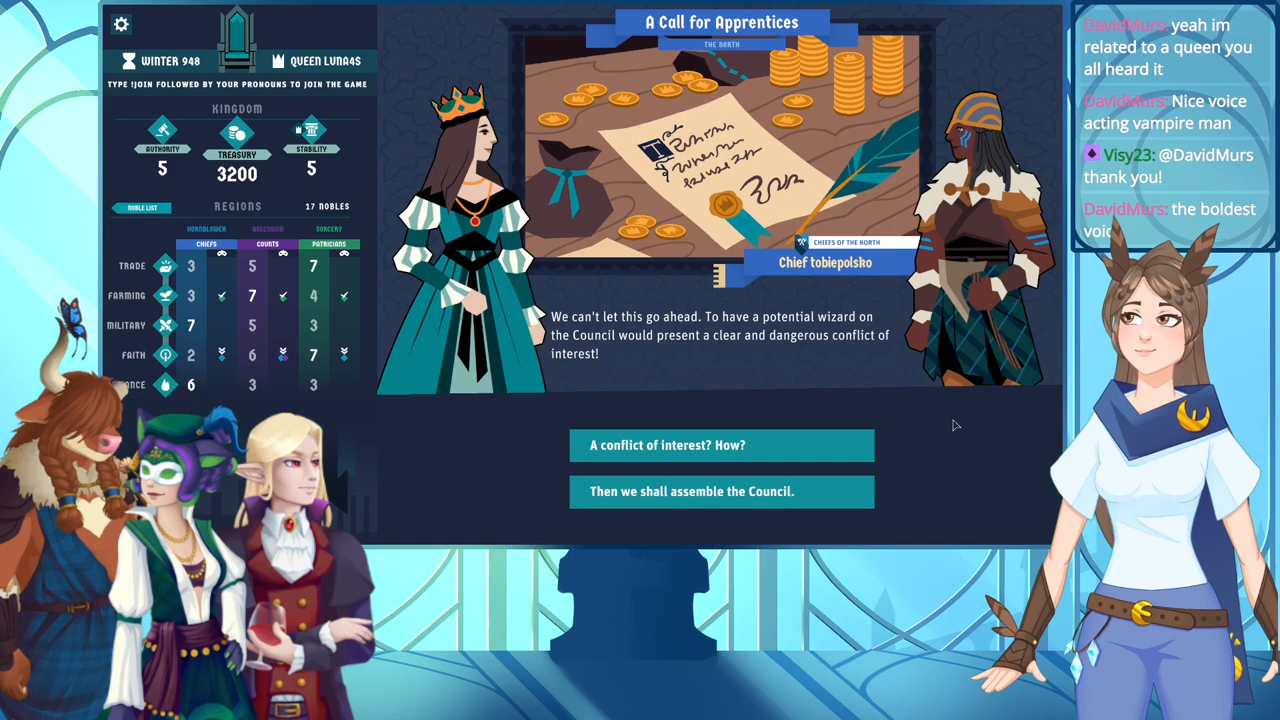 WINTER 948
QUEEN LUNA4S
TYPE !JOIN FOLLOWED BY YOUR PRONOUNS TO JOIN THE GAME
KINGDOM
AUTHORITY
TREASURY
STABILITY
5
3200
5
NOBLE LIST
REGIONS
17 NOBLES
HORNBLOWER
ASCENSION
SORCERY
CHIEFS
COUNTS
PATRICIANS
TRADE 3 5 7
FARMING 3 7 4
MILITARY 7 5 3
FAITH 2 6 7
6 3 3
A Call for Apprentices
THE NORTH
CHIEFS OF THE NORTH
Chief tobiepolsko
We can't let this go ahead. To have a potential wizard on
the Council would present a clear and dangerous conflict of
interest!
A conflict of interest? How?
Then we shall assemble the Council.
DavidMurs: yeah im
related to a queen you
all heard it
DavidMurs: Nice voice
acting vampire man
Visy23: @DavidMurs
thank you!
DavidMurs: the boldest